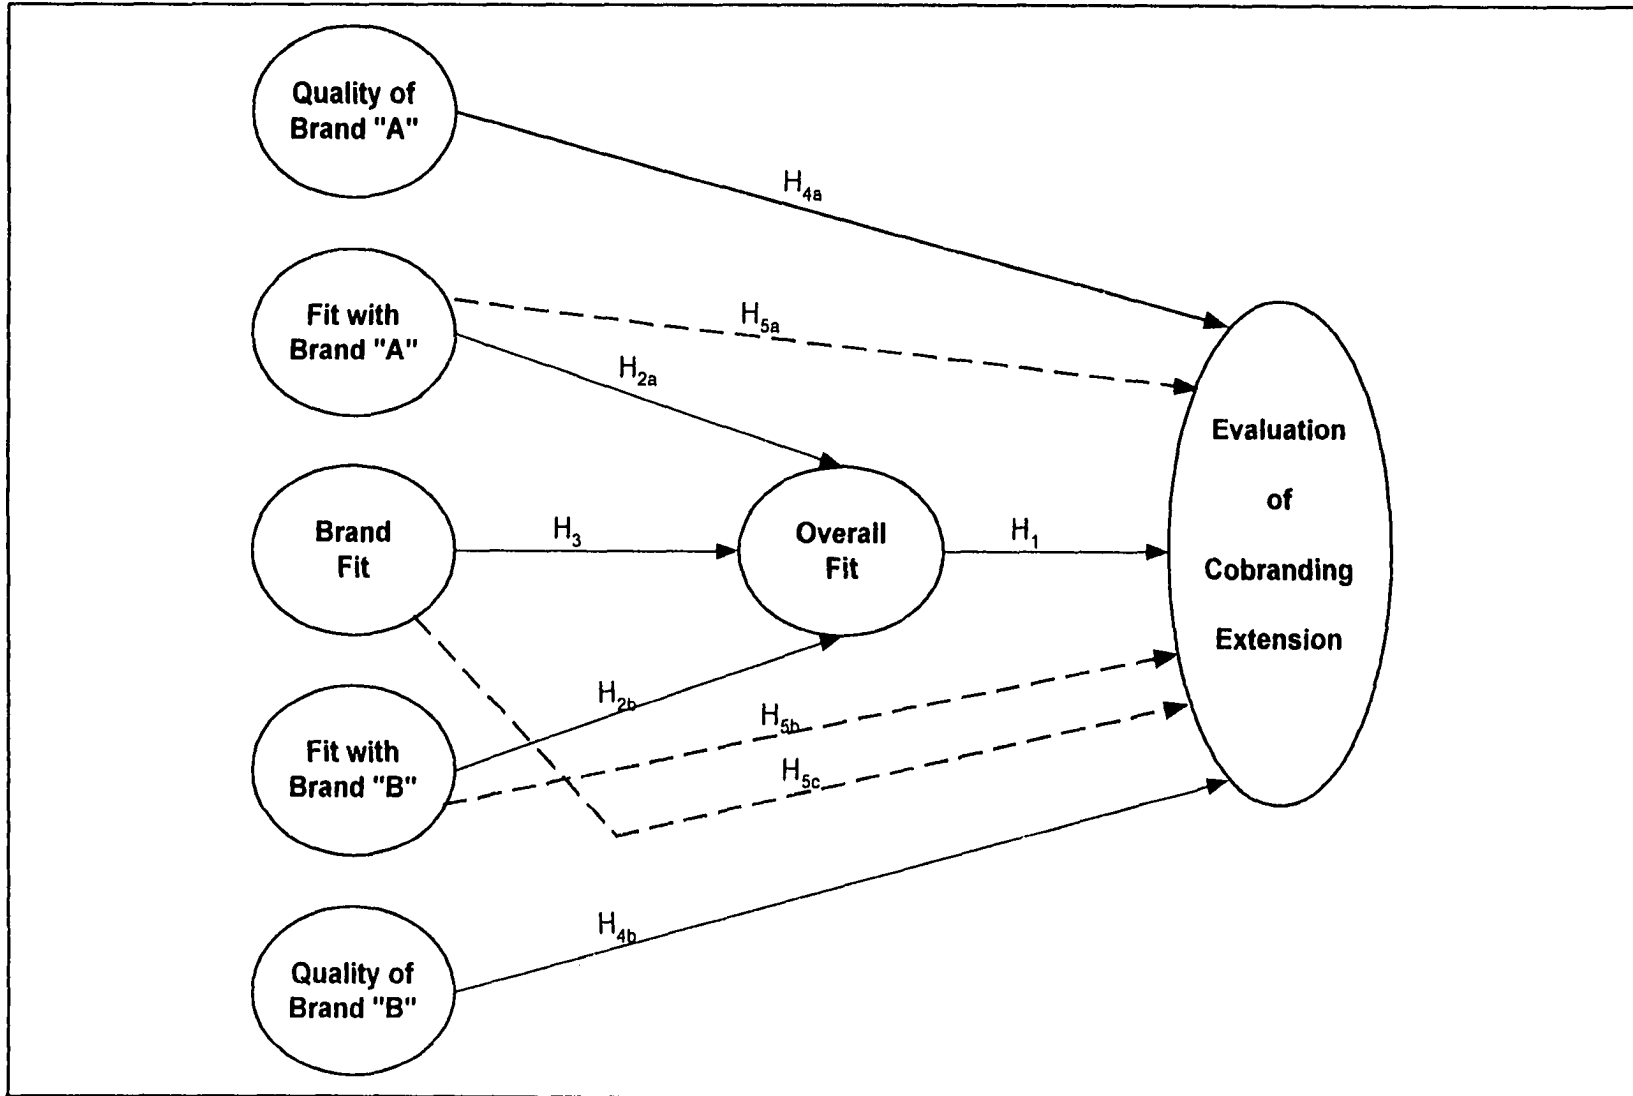 Quality of
Brand "A"
H4a
Fit with
Brand "A"
H5a
H2a
Evaluation
of
Cobranding
Extension
Brand
Fit
H3
Overall
Fit
H1
H2b
Fit with
Brand "B"
H5b
H5c
H4b
Quality of
Brand "B"